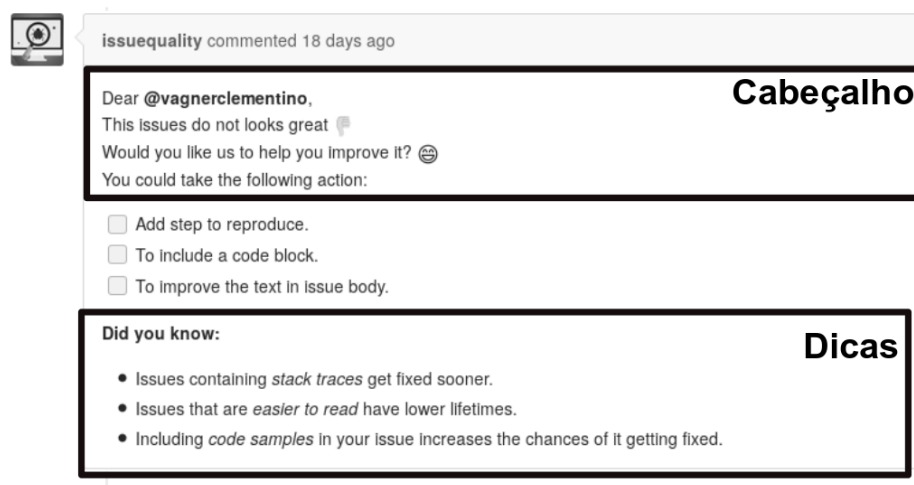 issuequality commented 18 days ago
Cabeçalho
Dear @vagnerclementino,
This issues do not looks great 👎
Would you like us to help you improve it? 😄
You could take the following action:
Add step to reproduce.
To include a code block.
To improve the text in issue body.
Did you know:
Dicas
• Issues containing stack traces get fixed sooner.
• Issues that are easier to read have lower lifetimes.
• Including code samples in your issue increases the chances of it getting fixed.